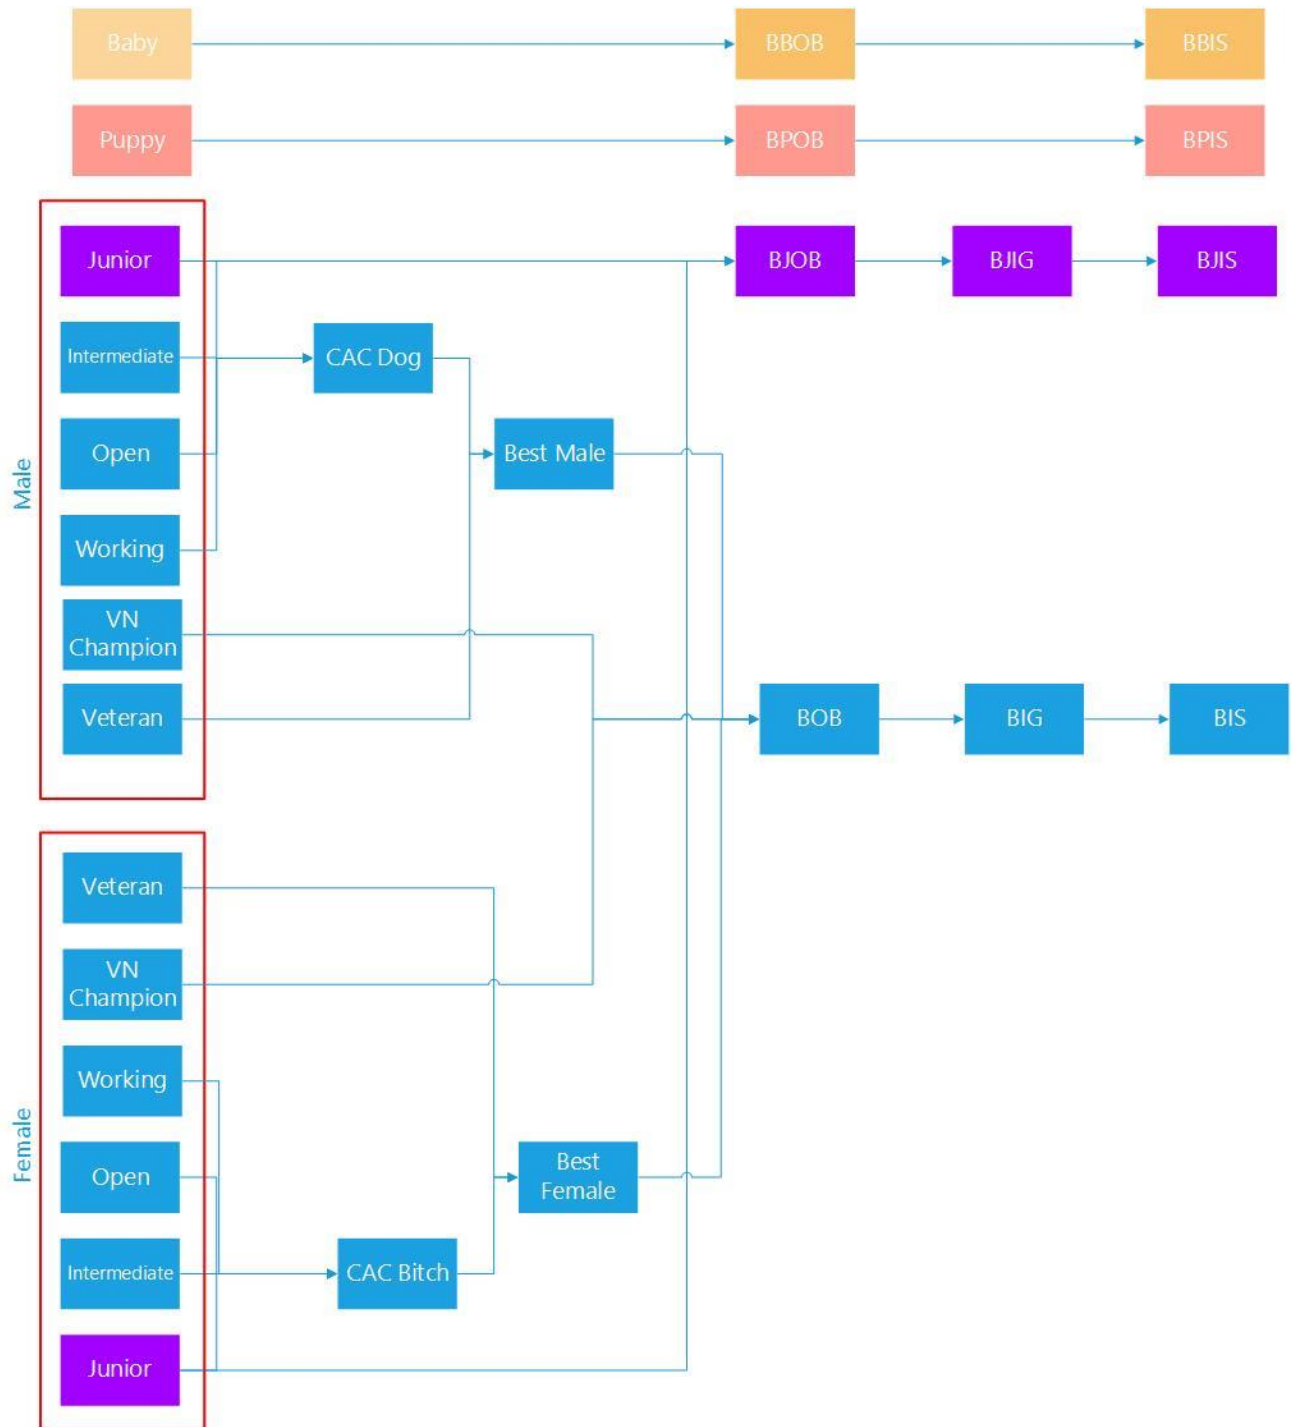 Baby
BBOB
BBIS
Puppy
BPOB
BPIS
Male
Junior
BJOB
BJIG
BJIS
Intermediate
CAC Dog
Open
Best Male
Working
VN
Champion
Veteran
BOB
BIG
BIS
Female
Veteran
VN
Champion
Working
Open
Best
Female
Intermediate
CAC Bitch
Junior